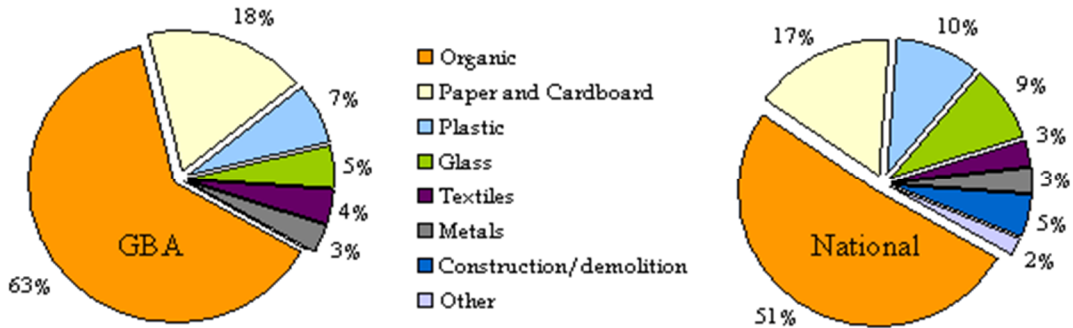 18%
7%
5%
4%
3%
63%
GBA
Organic
Paper and Cardboard
Plastic
Glass
Textiles
Metals
Construction/demolition
Other
17%
10%
9%
3%
3%
5%
2%
51%
National